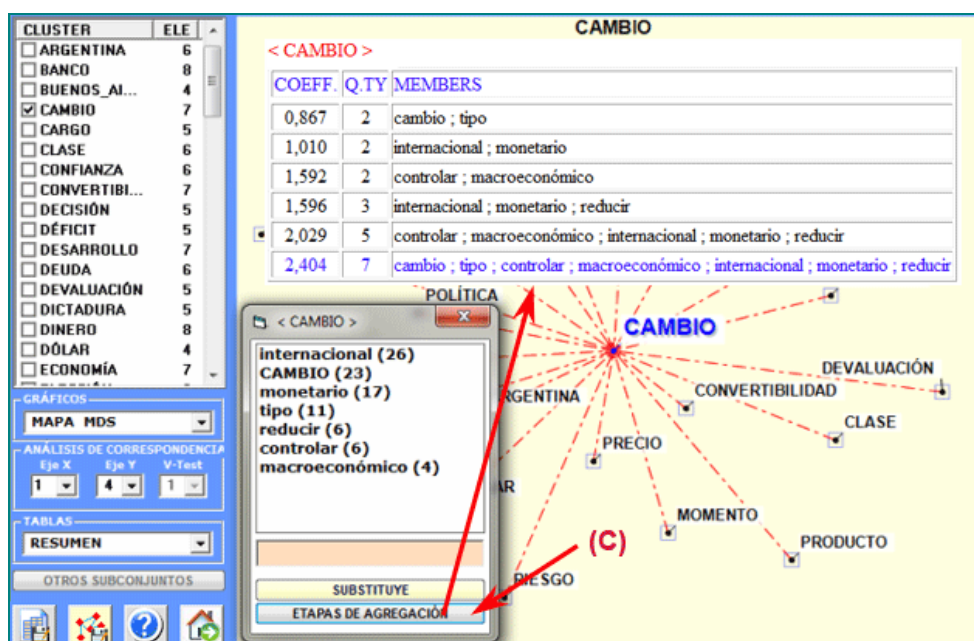 CLUSTER ELE
ARGENTINA 6
BANCO 8
BUENOS_AI... 4
CAMBIO 7
CARGO 5
CLASE 6
CONFIANZA 6
CONVERTIBI... 7
DECISIÓN 5
DÉFICIT 5
DESARROLLO 7
DEUDA 6
DEVALUACIÓN 5
DICTADURA 5
DINERO 8
DÓLAR 4
ECONOMÍA 7
GRÁFICOS
MAPA MDS
ANÁLISIS DE CORRESPONDENCIA
Eje X Eje Y V-Test
1 4 1
TABLAS
RESUMEN
OTROS SUBCONJUNTOS
CAMBIO
< CAMBIO >
COEFF. Q.TY MEMBERS
0,867 2 cambio ; tipo
1,010 2 internacional ; monetario
1,592 2 controlar ; macroeconómico
1,596 3 internacional ; monetario ; reducir
2,029 5 controlar ; macroeconómico ; internacional ; monetario ; reducir
2,404 7 cambio ; tipo ; controlar ; macroeconómico ; internacional ; monetario ; reducir
POLÍTICA
< CAMBIO >
internacional (26)
CAMBIO (23)
monetario (17)
tipo (11)
reducir (6)
controlar (6)
macroeconómico (4)
SUBSTITUYE
ETAPAS DE AGREGACIÓN
CAMBIO
DEVALUACIÓN
RGENTINA
CONVERTIBILIDAD
CLASE
PRECIO
AR
MOMENTO
(C)
PRODUCTO
RIESGO